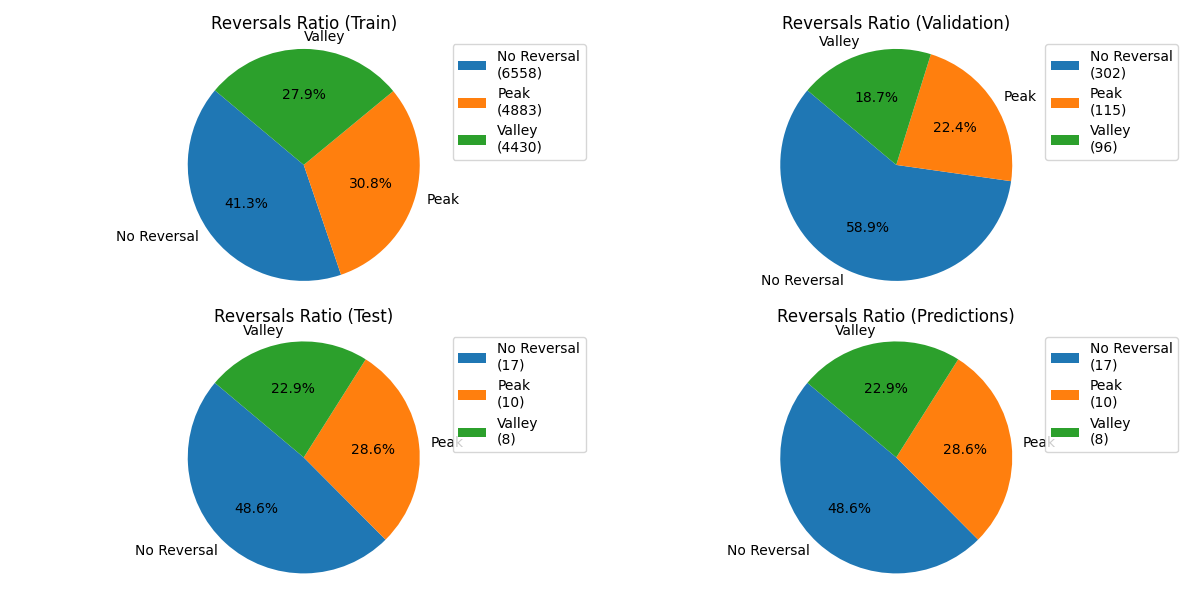 Reversals Ratio (Train)
Valley
27.9%
30.8%
41.3%
Peak
No Reversal
No Reversal
(6558)
Peak
(4883)
Valley
(4430)
Reversals Ratio (Validation)
Valley
18.7%
Peak
22.4%
58.9%
No Reversal
No Reversal
(302)
Peak
(115)
Valley
(96)
Reversals Ratio (Test)
Valley
22.9%
Peak
28.6%
48.6%
No Reversal
No Reversal
(17)
Peak
(10)
Valley
(8)
Reversals Ratio (Predictions)
Valley
22.9%
Peak
28.6%
48.6%
No Reversal
No Reversal
(17)
Peak
(10)
Valley
(8)